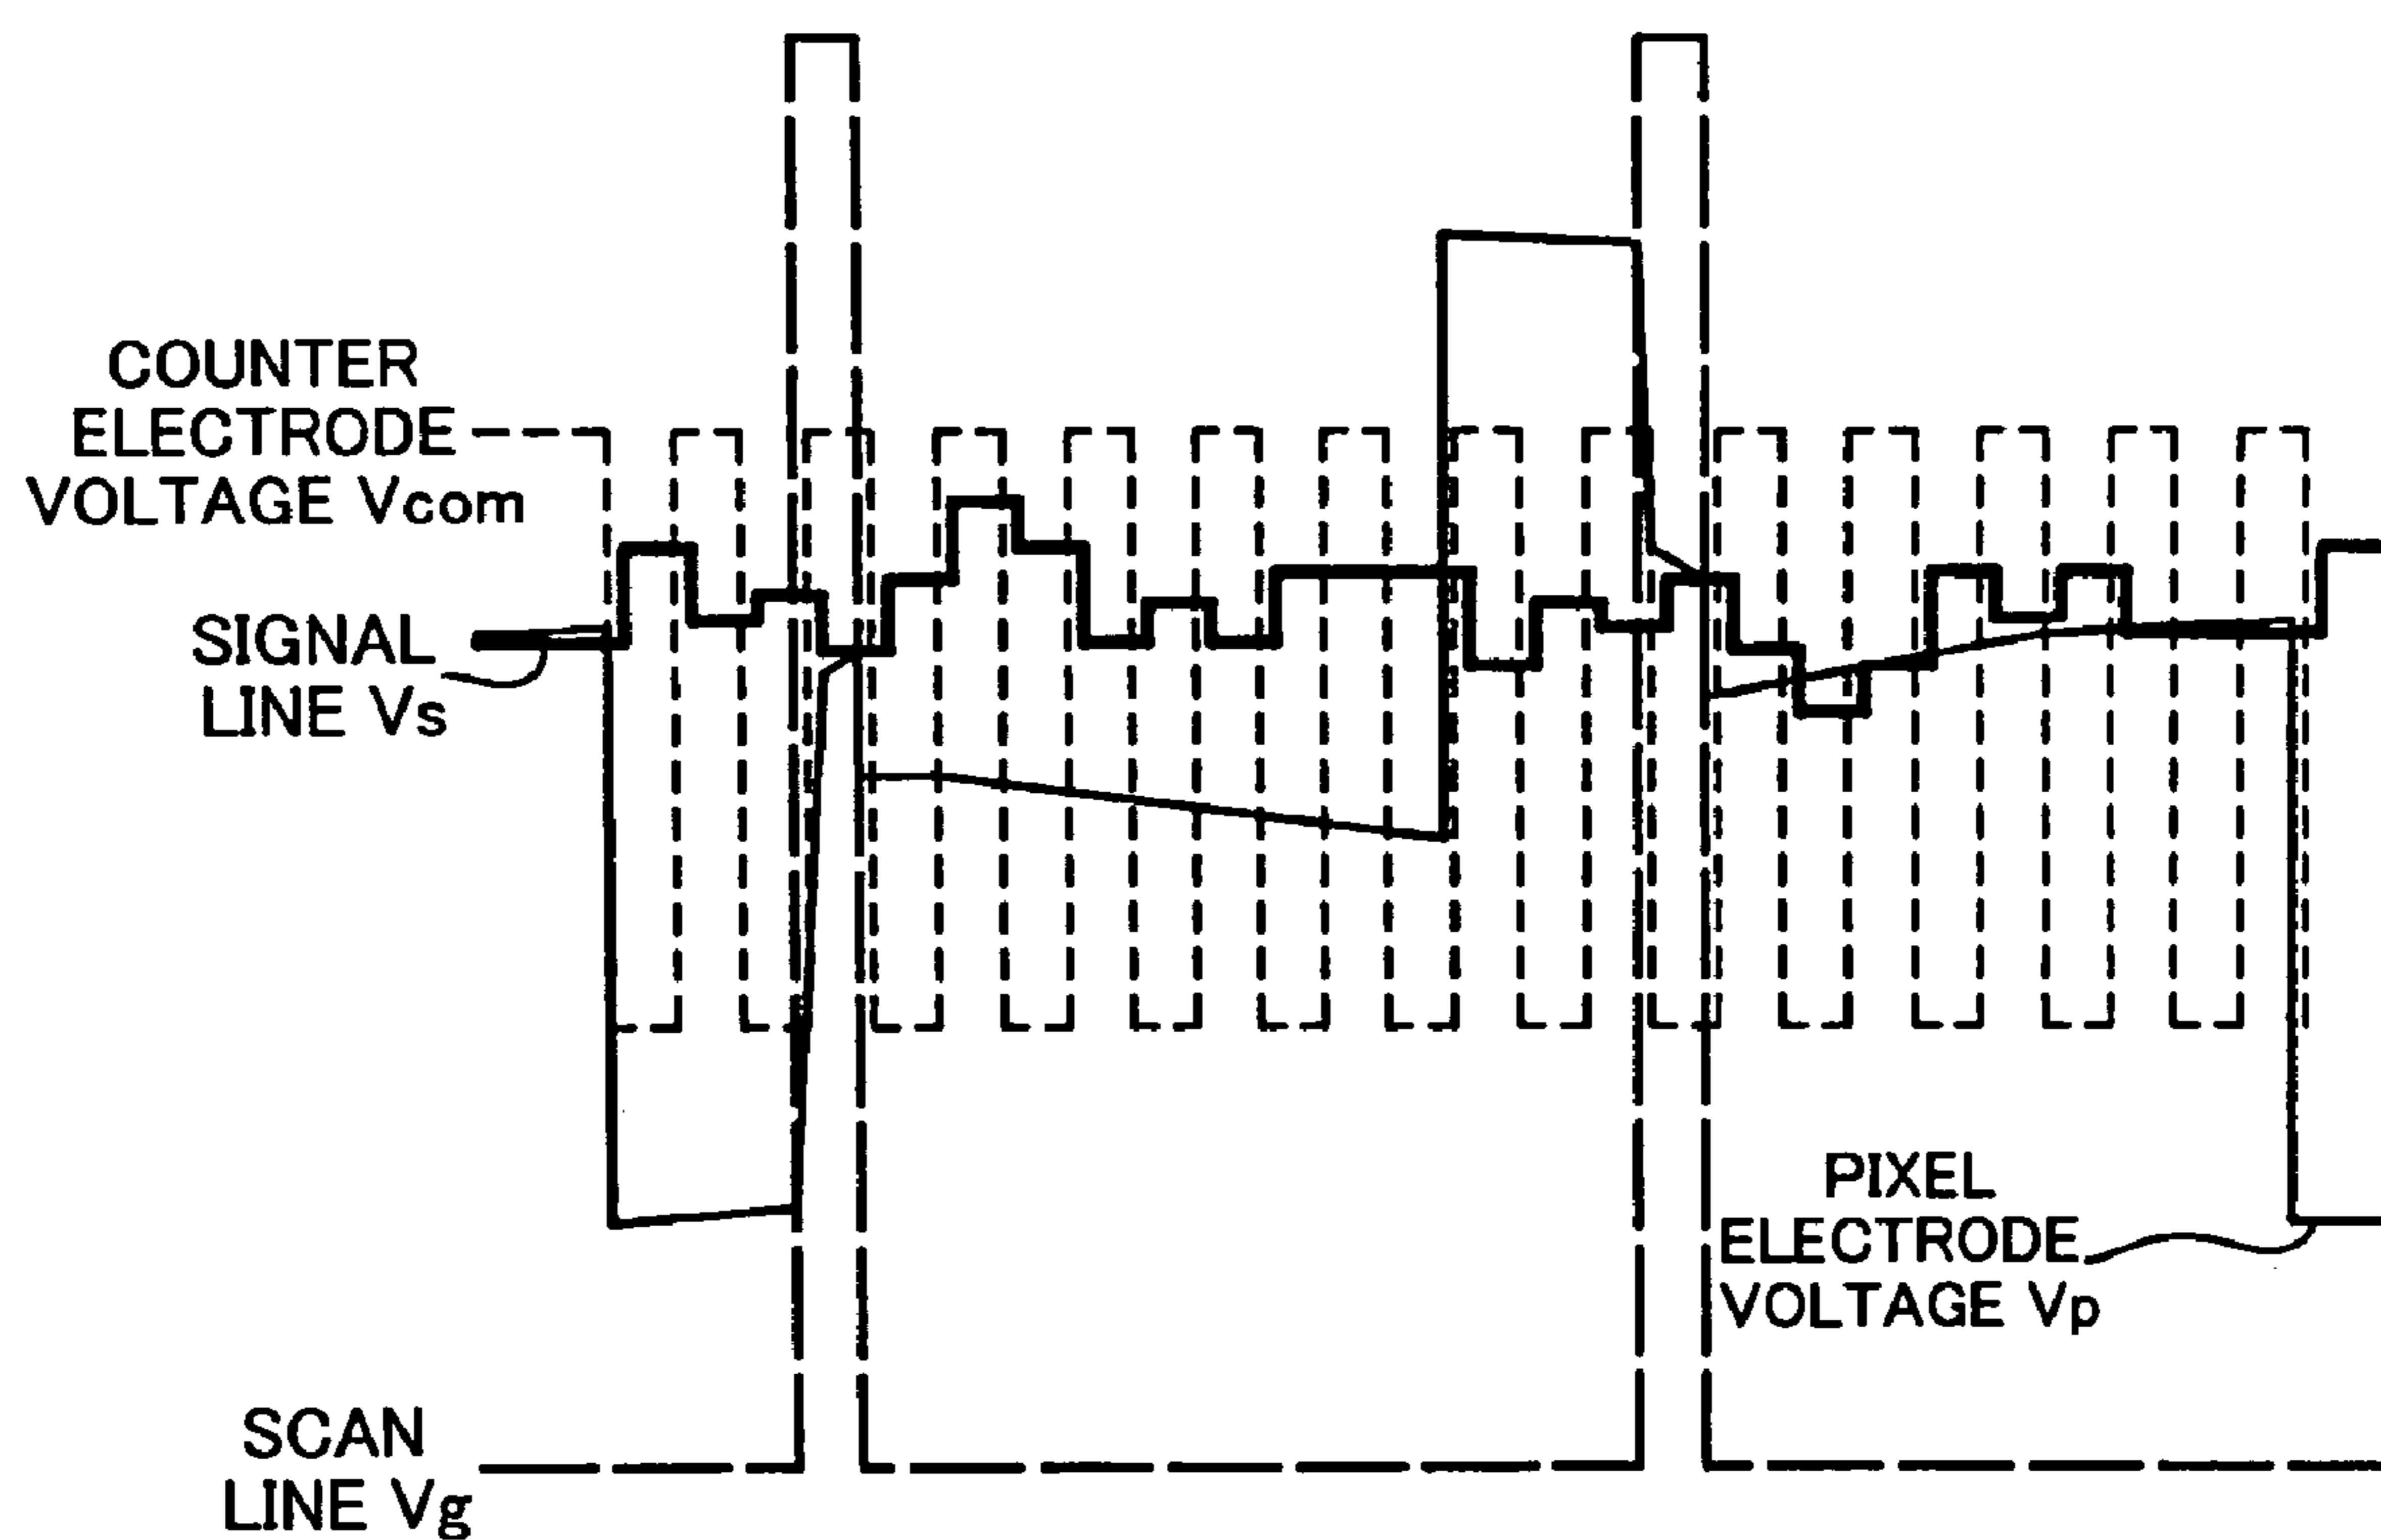 COUNTER
ELECTRODE
VOLTAGE Vcom
SIGNAL
LINE Vs
PIXEL
ELECTRODE
VOLTAGE Vp
SCAN
LINE Vg